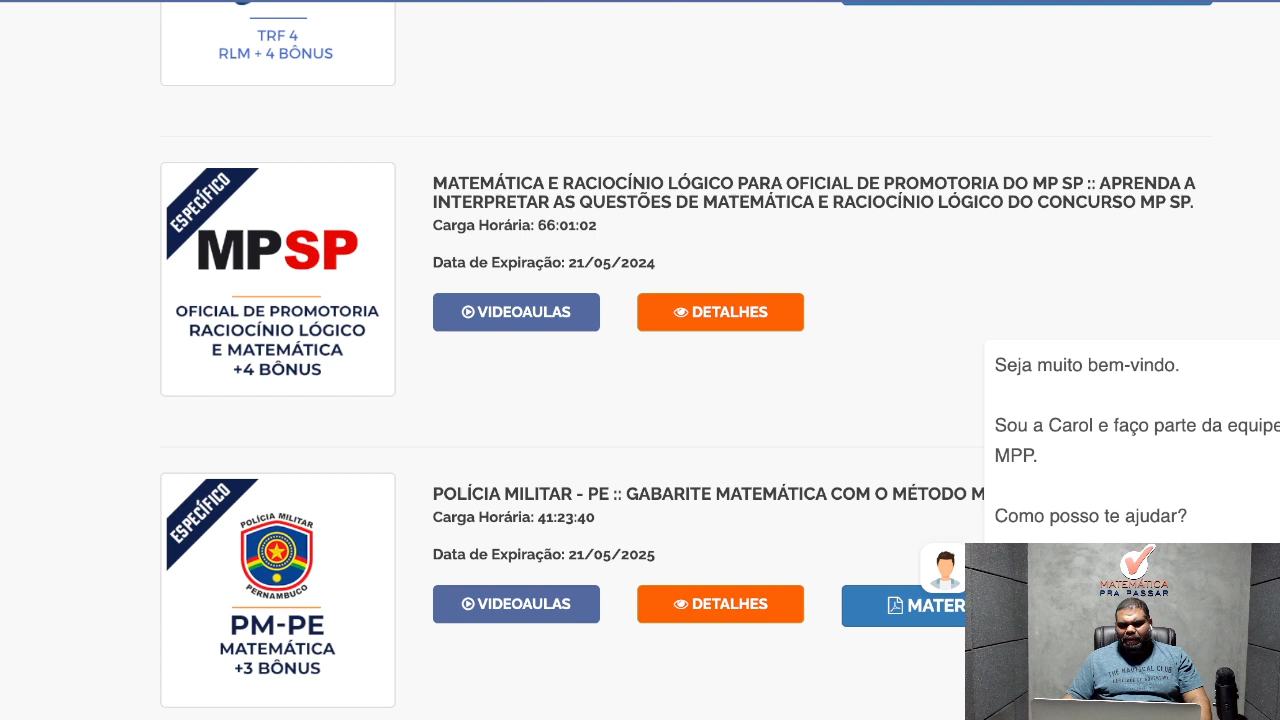 TRF 4
RLM + 4 BÔNUS
ESPECÍFICO
MPSP
OFICIAL DE PROMOTORIA
RACIOCÍNIO LÓGICO
E MATEMÁTICA
+4 BÔNUS
MATEMÁTICA E RACIOCÍNIO LÓGICO PARA OFICIAL DE PROMOTORIA DO MP SP :: APRENDA A
INTERPRETAR AS QUESTÕES DE MATEMÁTICA E RACIOCÍNIO LÓGICO DO CONCURSO MP SP.
Carga Horária: 66:01:02
Data de Expiração: 21/05/2024
VIDEOAULAS
DETALHES
Seja muito bem-vindo.
Sou a Carol e faço parte da equipe
MPP.
Como posso te ajudar?
ESPECÍFICO
POLÍCIA MILITAR
PERNAMBUCO
PM-PE
MATEMÁTICA
+3 BÔNUS
POLÍCIA MILITAR - PE :: GABARITE MATEMÁTICA COM O MÉTODO M
Carga Horária: 41:23:40
Data de Expiração: 21/05/2025
VIDEOAULAS
DETALHES
MATER
MATEMÁTICA
PRA PASSAR
THE NAUTICAL CLUB